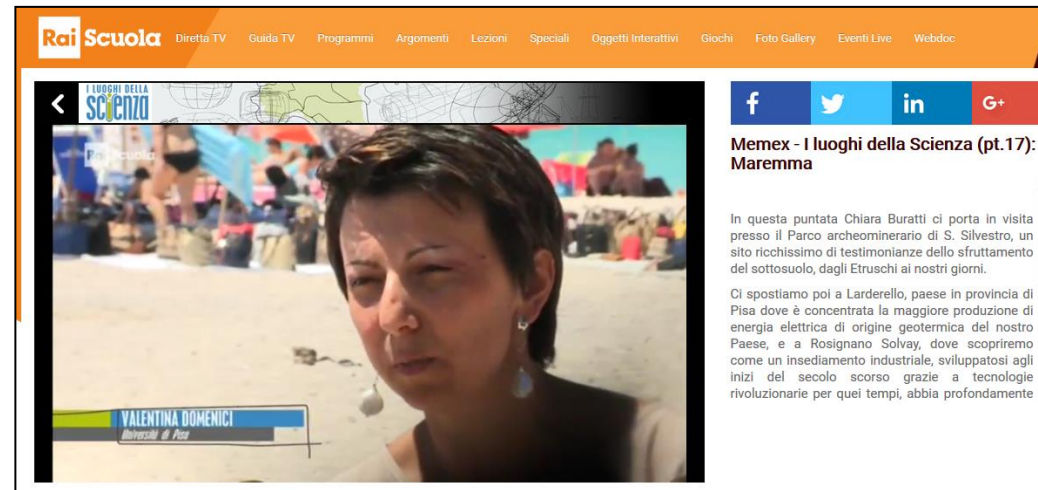 Rai Scuola Diretta TV Guida TV Programmi Argomenti Lezioni Speciali Oggetti Interattivi Giochi Foto Gallery Eventi Live Webdoc
I LUOGHI DELLA
SCIENZA
Rai Scuola
VALENTINA DOMENICI
Università di Pisa
f in G+
Memex - I luoghi della Scienza (pt.17):
Maremma
In questa puntata Chiara Buratti ci porta in visita
presso il Parco archeominerario di S. Silvestro, un
sito ricchissimo di testimonianze dello sfruttamento
del sottosuolo, dagli Etruschi ai nostri giorni.
Ci spostiamo poi a Larderello, paese in provincia di
Pisa dove è concentrata la maggiore produzione di
energia elettrica di origine geotermica del nostro
Paese, e a Rosignano Solvay, dove scopriremo
come un insediamento industriale, sviluppatosi agli
inizi del secolo scorso grazie a tecnologie
rivoluzionarie per quei tempi, abbia profondamente